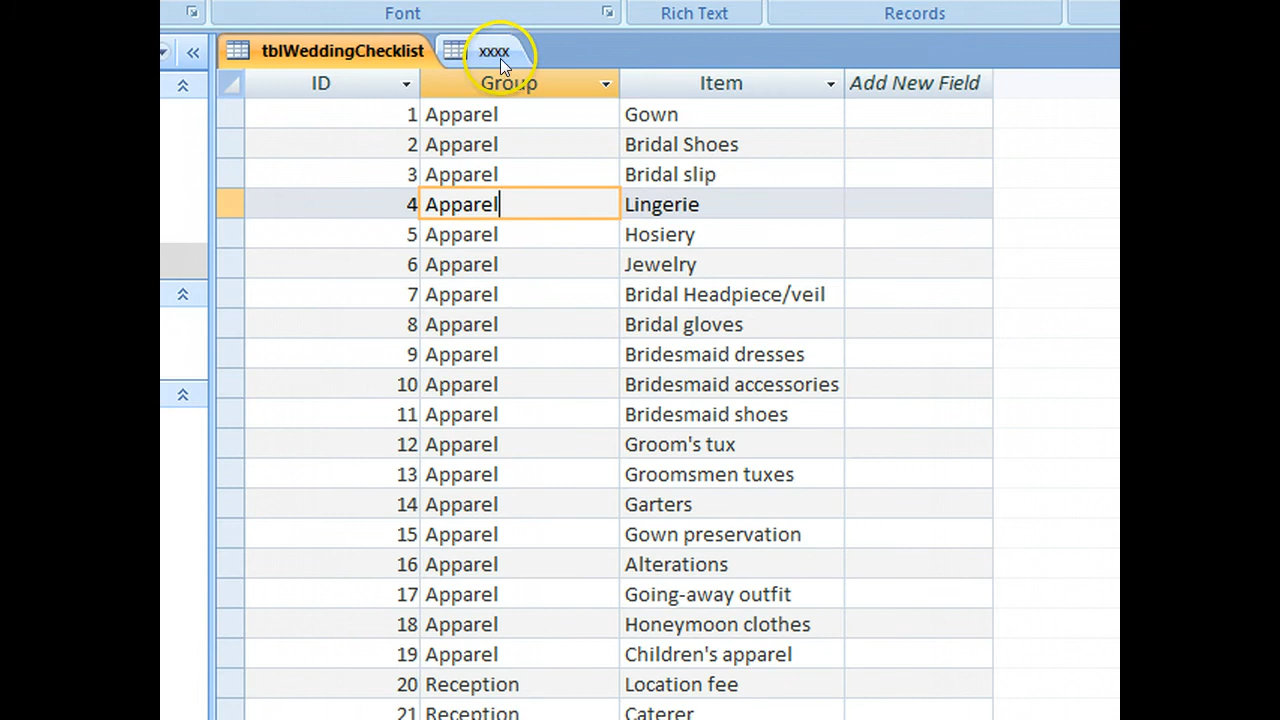 Font Rich Text Records
tblWeddingChecklist xxxx
ID Group Item Add New Field
1 Apparel Gown
2 Apparel Bridal Shoes
3 Apparel Bridal slip
4 Apparel Lingerie
5 Apparel Hosiery
6 Apparel Jewelry
7 Apparel Bridal Headpiece/veil
8 Apparel Bridal gloves
9 Apparel Bridesmaid dresses
10 Apparel Bridesmaid accessories
11 Apparel Bridesmaid shoes
12 Apparel Groom's tux
13 Apparel Groomsmen tuxes
14 Apparel Garters
15 Apparel Gown preservation
16 Apparel Alterations
17 Apparel Going-away outfit
18 Apparel Honeymoon clothes
19 Apparel Children's apparel
20 Reception Location fee
21 Reception Caterer